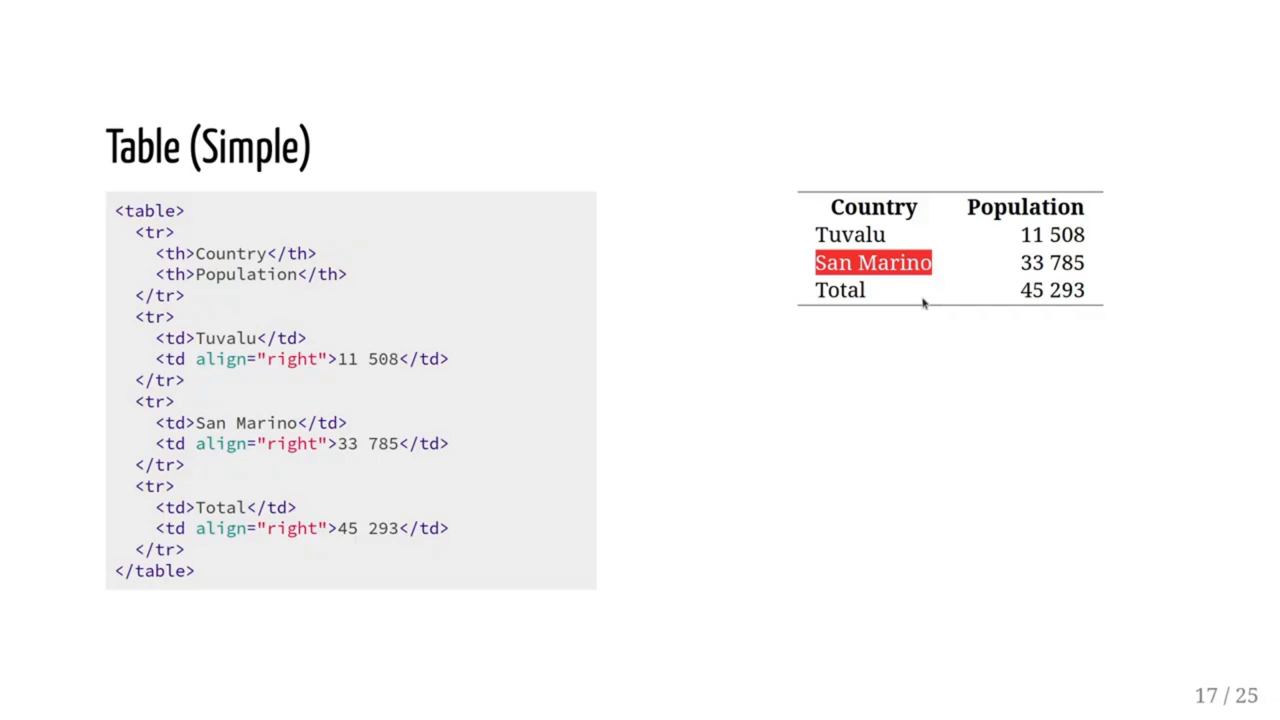 Table (Simple)
<table>
  <tr>
    <th>Country</th>
    <th>Population</th>
  </tr>
  <tr>
    <td>Tuvalu</td>
    <td align="right">11 508</td>
  </tr>
  <tr>
    <td>San Marino</td>
    <td align="right">33 785</td>
  </tr>
  <tr>
    <td>Total</td>
    <td align="right">45 293</td>
  </tr>
</table>
Country Population
Tuvalu 11 508
San Marino 33 785
Total 45 293
17 / 25